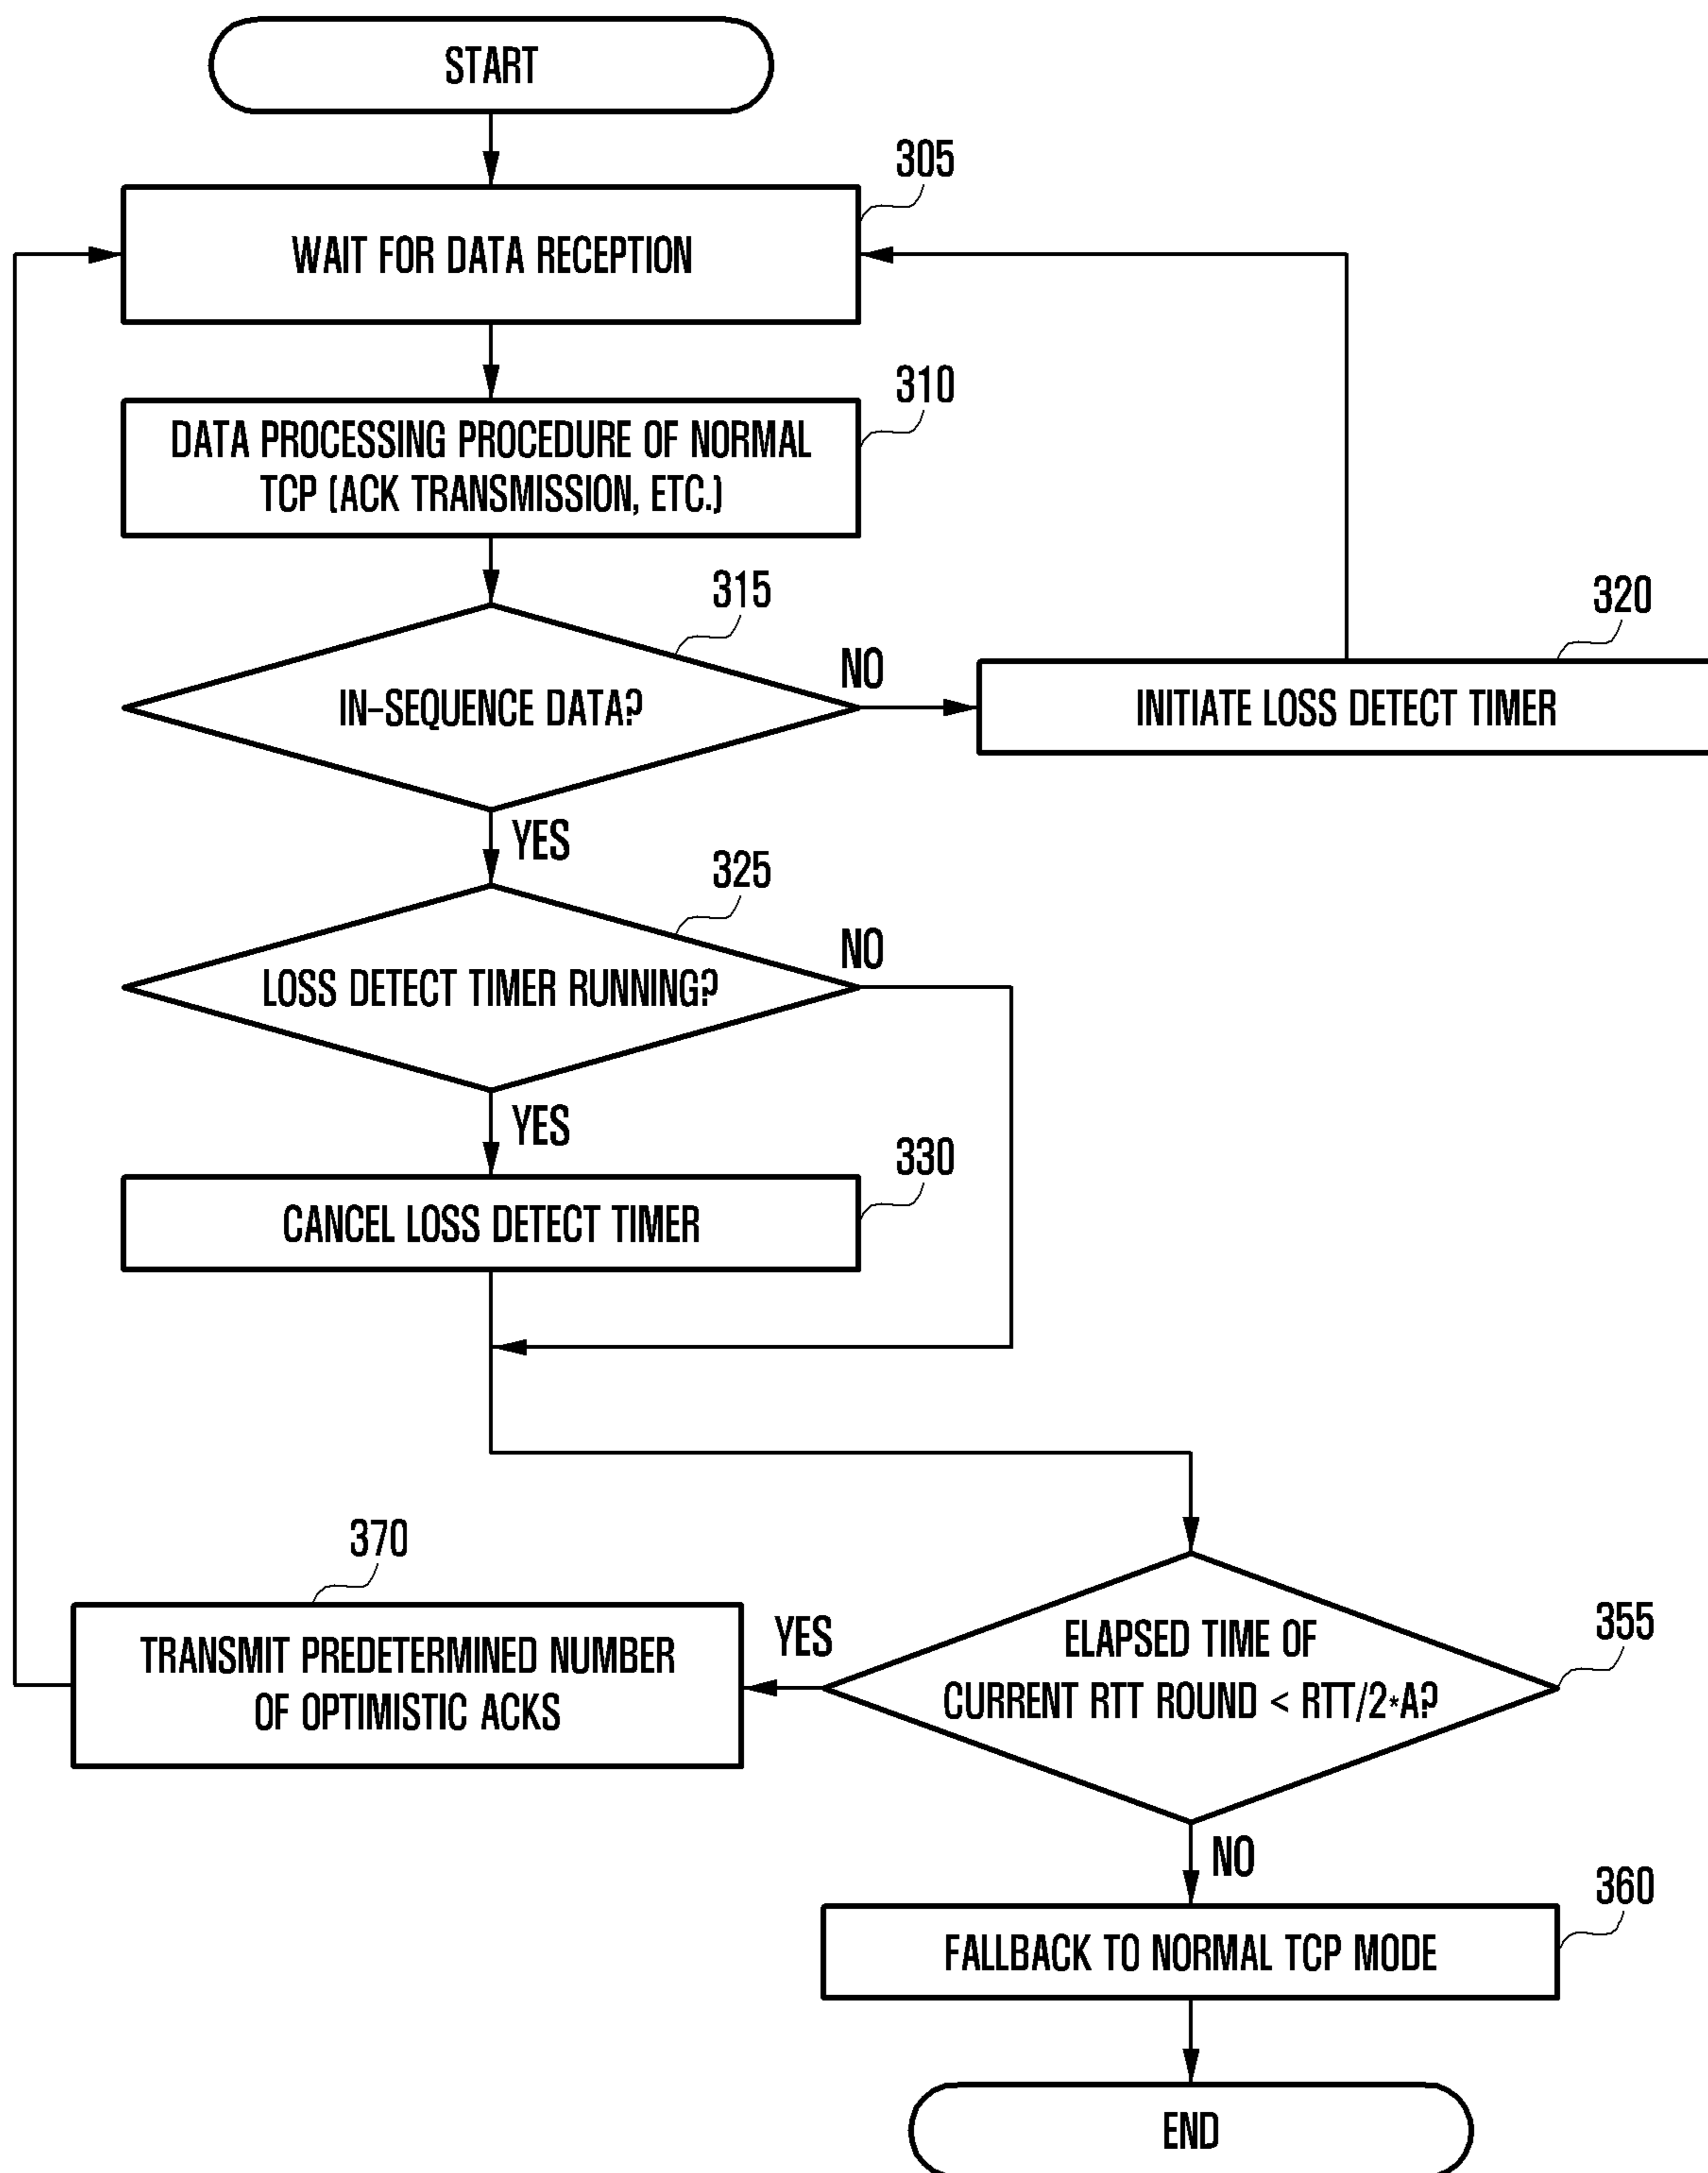 START
305
WAIT FOR DATA RECEPTION
310
DATA PROCESSING PROCEDURE OF NORMAL
TCP (ACK TRANSMISSION, ETC.)
315
IN-SEQUENCE DATA?
NO
320
INITIATE LOSS DETECT TIMER
YES
325
LOSS DETECT TIMER RUNNING?
NO
YES
330
CANCEL LOSS DETECT TIMER
355
ELAPSED TIME OF
CURRENT RTT ROUND < RTT/2*A?
YES
370
TRANSMIT PREDETERMINED NUMBER
OF OPTIMISTIC ACKS
NO
360
FALLBACK TO NORMAL TCP MODE
END